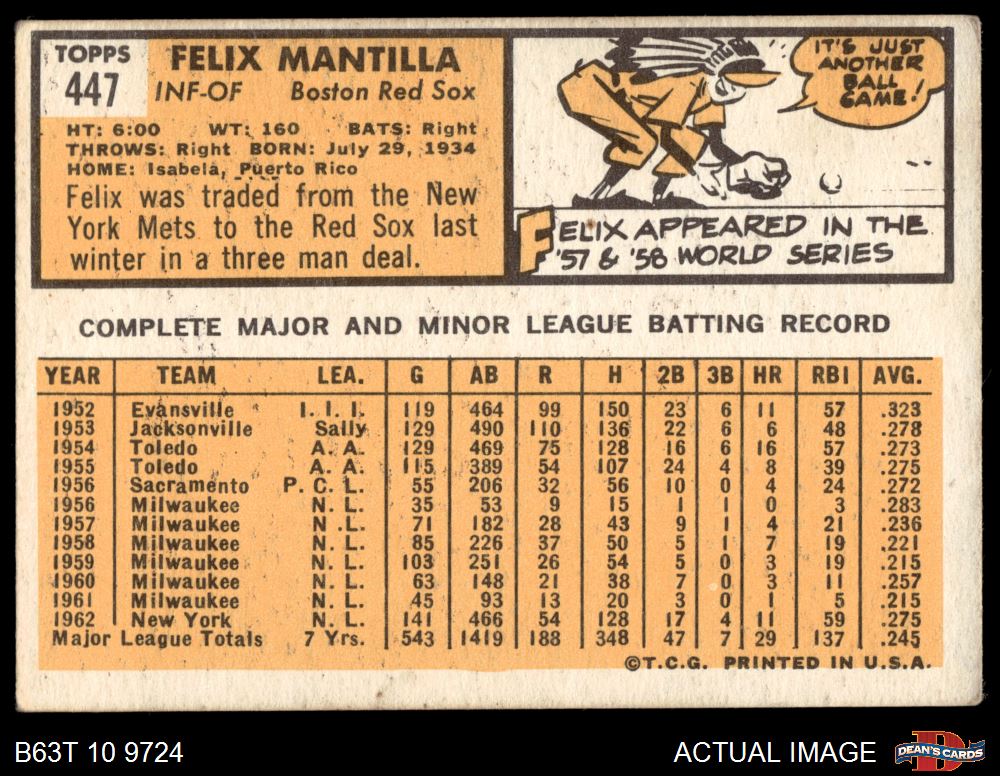 TOPPS
447
FELIX MANTILLA
INF-OF Boston Red Sox
HT: 6:00 WT: 160 BATS: Right
THROWS: Right BORN: July 29, 1934
HOME: Isabela, Puerto Rico
Felix was traded from the New
York Mets to the Red Sox last
winter in a three man deal.
IT'S JUST
ANOTHER
BALL
GAME!
FELIX APPEARED IN THE
'57 & '58 WORLD SERIES
COMPLETE MAJOR AND MINOR LEAGUE BATTING RECORD
YEAR TEAM LEA. G AB R H 2B 3B HR RBI AVG.
1952 Evansville I. I. I. 119 464 99 150 23 6 11 57 .323
1953 Jacksonville Sally 129 490 110 136 22 6 6 48 .278
1954 Toledo A. A. 129 469 75 128 16 6 16 57 .273
1955 Toledo A. A. 115 389 54 107 24 4 8 39 .275
1956 Sacramento P. C. L. 55 206 32 56 10 0 4 24 .272
1956 Milwaukee N. L. 35 53 9 15 1 1 0 3 .283
1957 Milwaukee N. L. 71 182 28 43 9 1 4 21 .236
1958 Milwaukee N. L. 85 226 37 50 5 1 7 19 .221
1959 Milwaukee N. L. 103 251 26 54 5 0 3 19 .215
1960 Milwaukee N. L. 63 148 21 38 7 0 3 11 .257
1961 Milwaukee N. L. 45 93 13 20 3 0 1 5 .215
1962 New York N. L. 141 466 54 128 17 4 11 59 .275
Major League Totals 7 Yrs. 543 1419 188 348 47 7 29 137 .245
©T.C.G. PRINTED IN U.S.A.
B63T 10 9724
ACTUAL IMAGE
DEAN'S CARDS